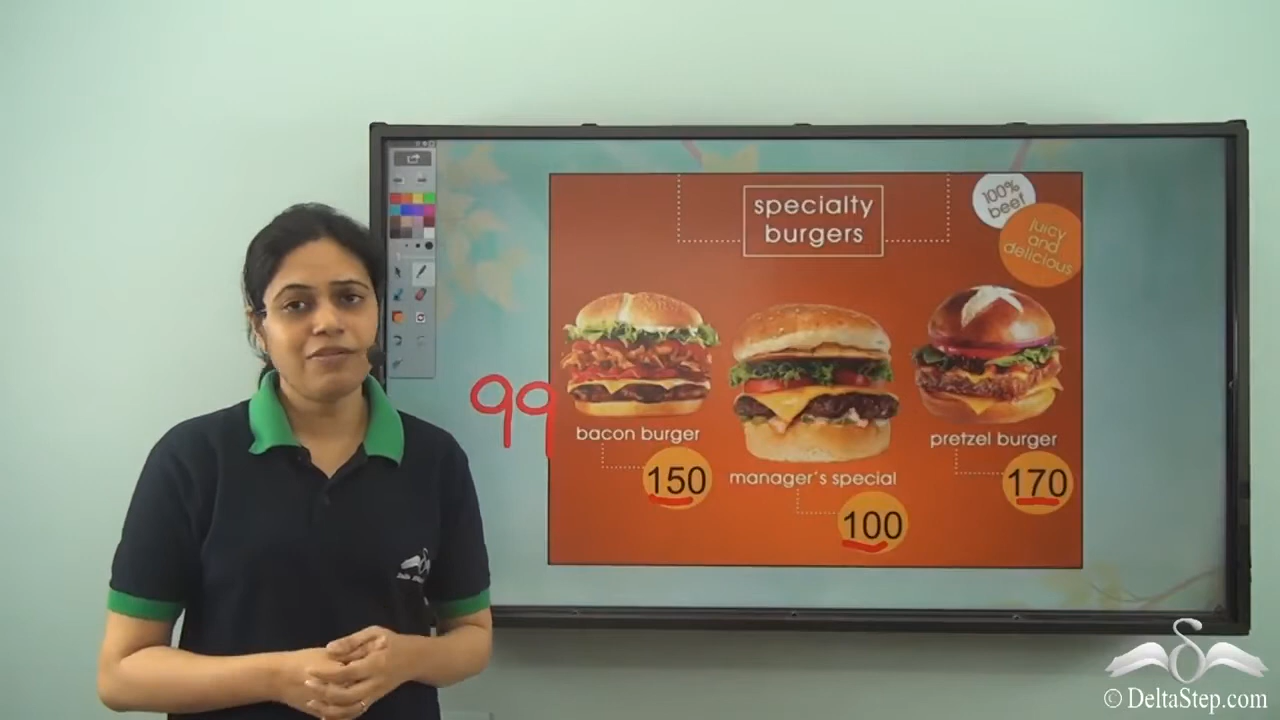 specialty
burgers
100%
beef
juicy
and
delicious
99
bacon burger
150
manager's special
100
pretzel burger
170
© DeltaStep.com